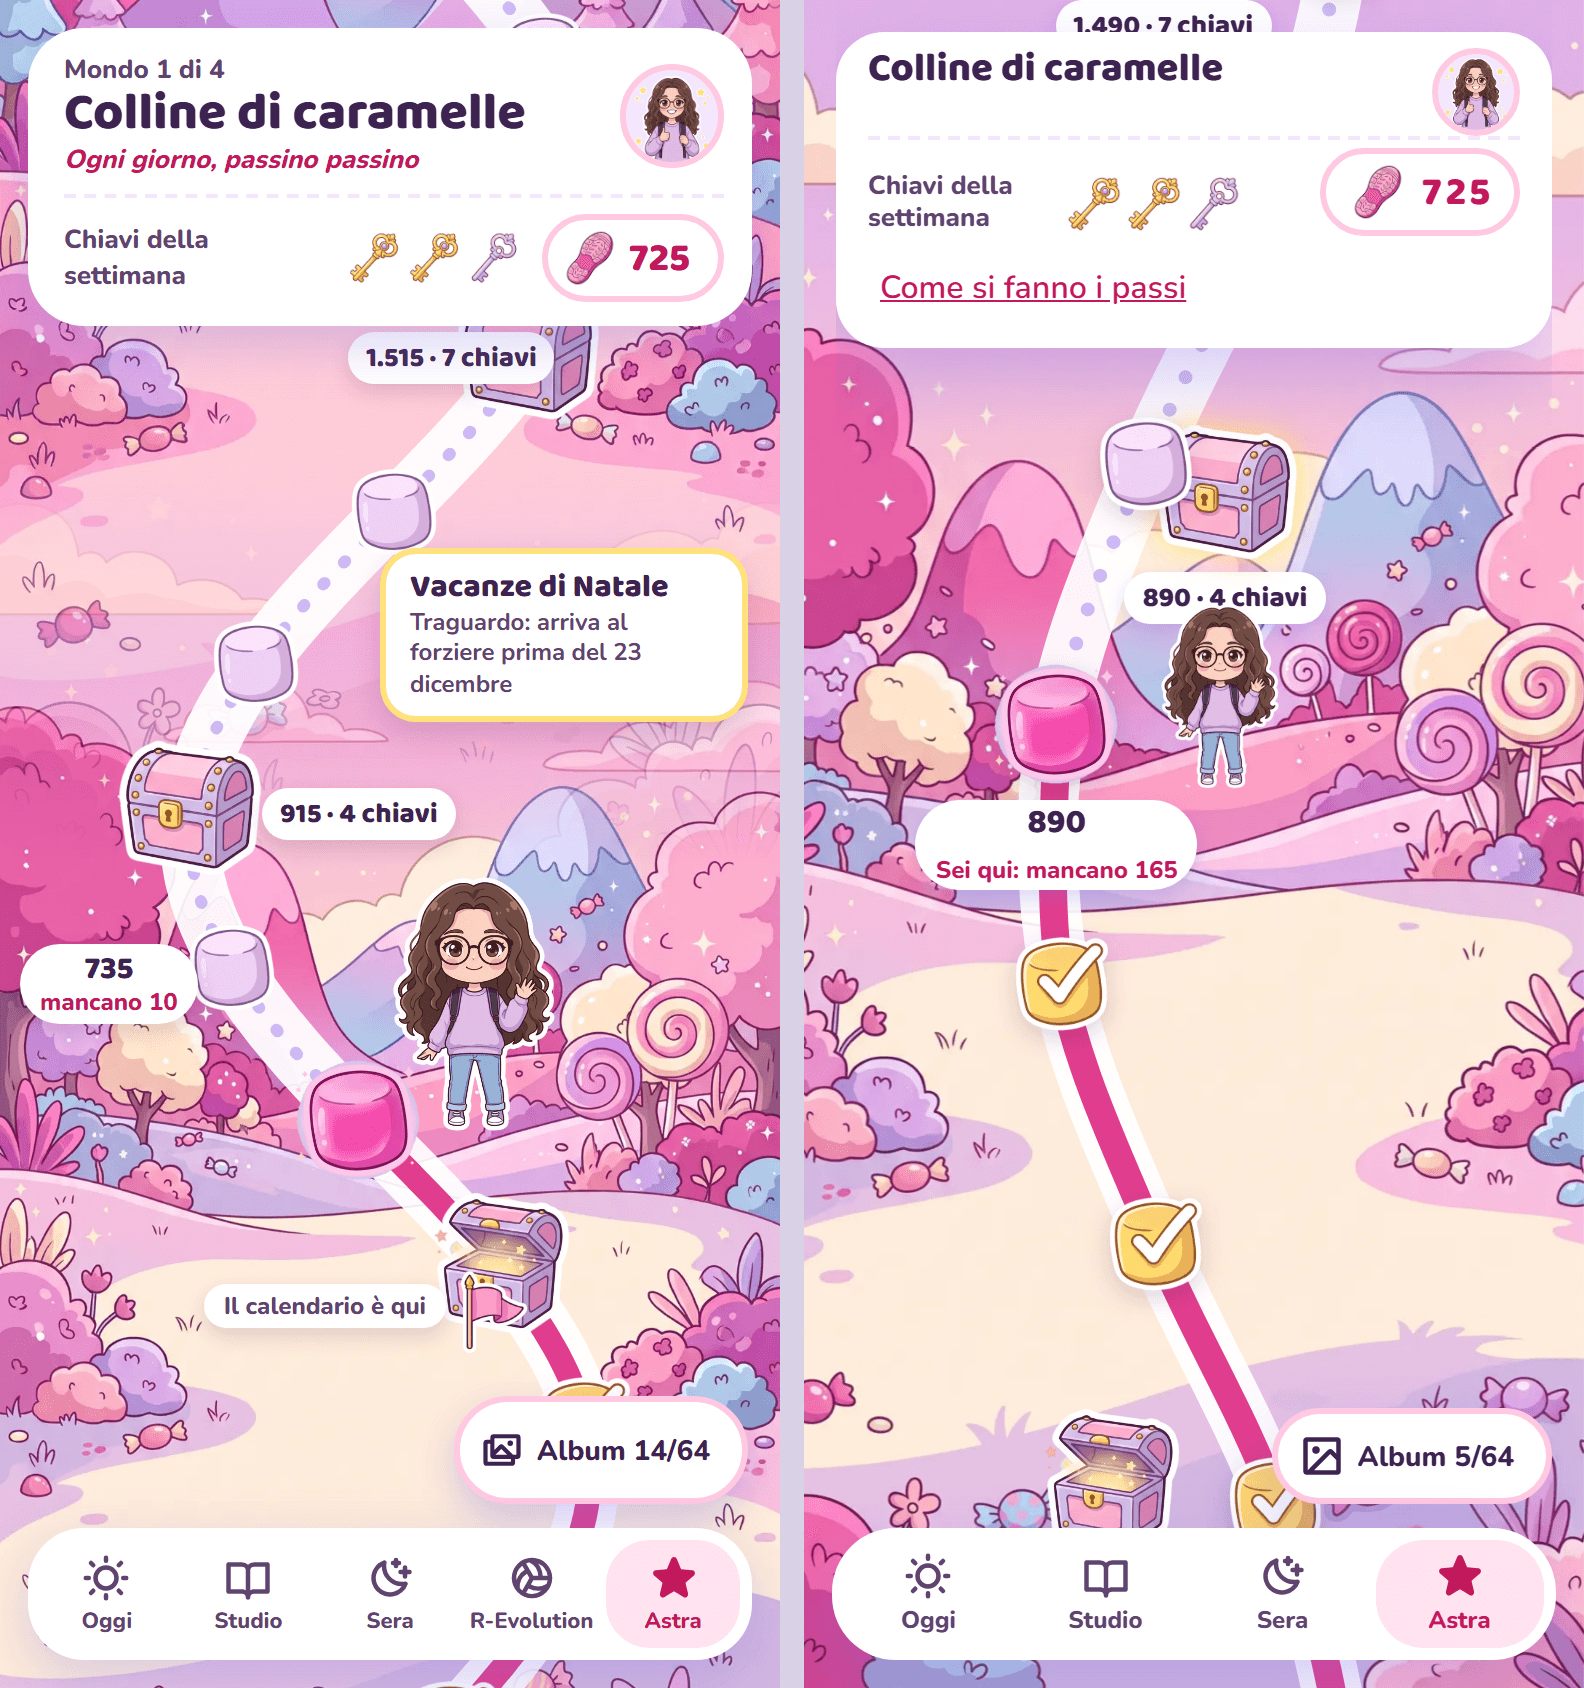 Mondo 1 di 4
Colline di caramelle
Ogni giorno, passino passino
Chiavi della
settimana
725
1.515 · 7 chiavi
Vacanze di Natale
Traguardo: arriva al
forziere prima del 23
dicembre
915 · 4 chiavi
735
mancano 10
Il calendario è qui
Album 14/64
Oggi
Studio
Sera
R-Evolution
Astra
1.490 · 7 chiavi
Colline di caramelle
Chiavi della
settimana
725
Come si fanno i passi
890 · 4 chiavi
890
Sei qui: mancano 165
Album 5/64
Oggi
Studio
Sera
Astra